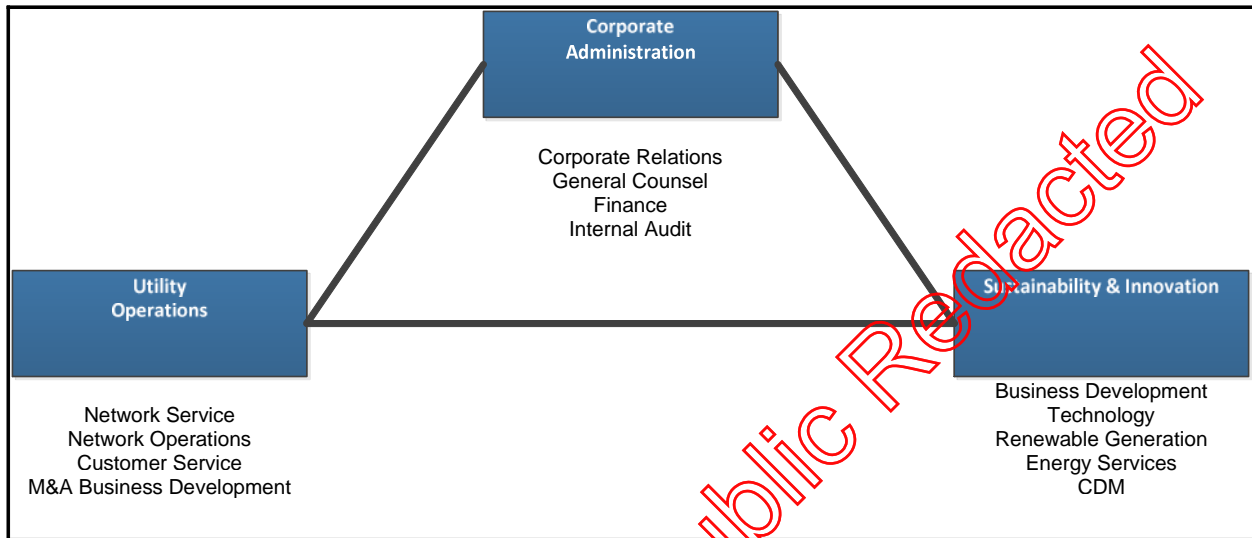 Corporate
Administration
Corporate Relations
General Counsel
Finance
Internal Audit
Utility
Operations
Sustainability & Innovation
Network Service
Network Operations
Customer Service
M&A Business Development
Business Development
Technology
Renewable Generation
Energy Services
CDM
Public Redacted